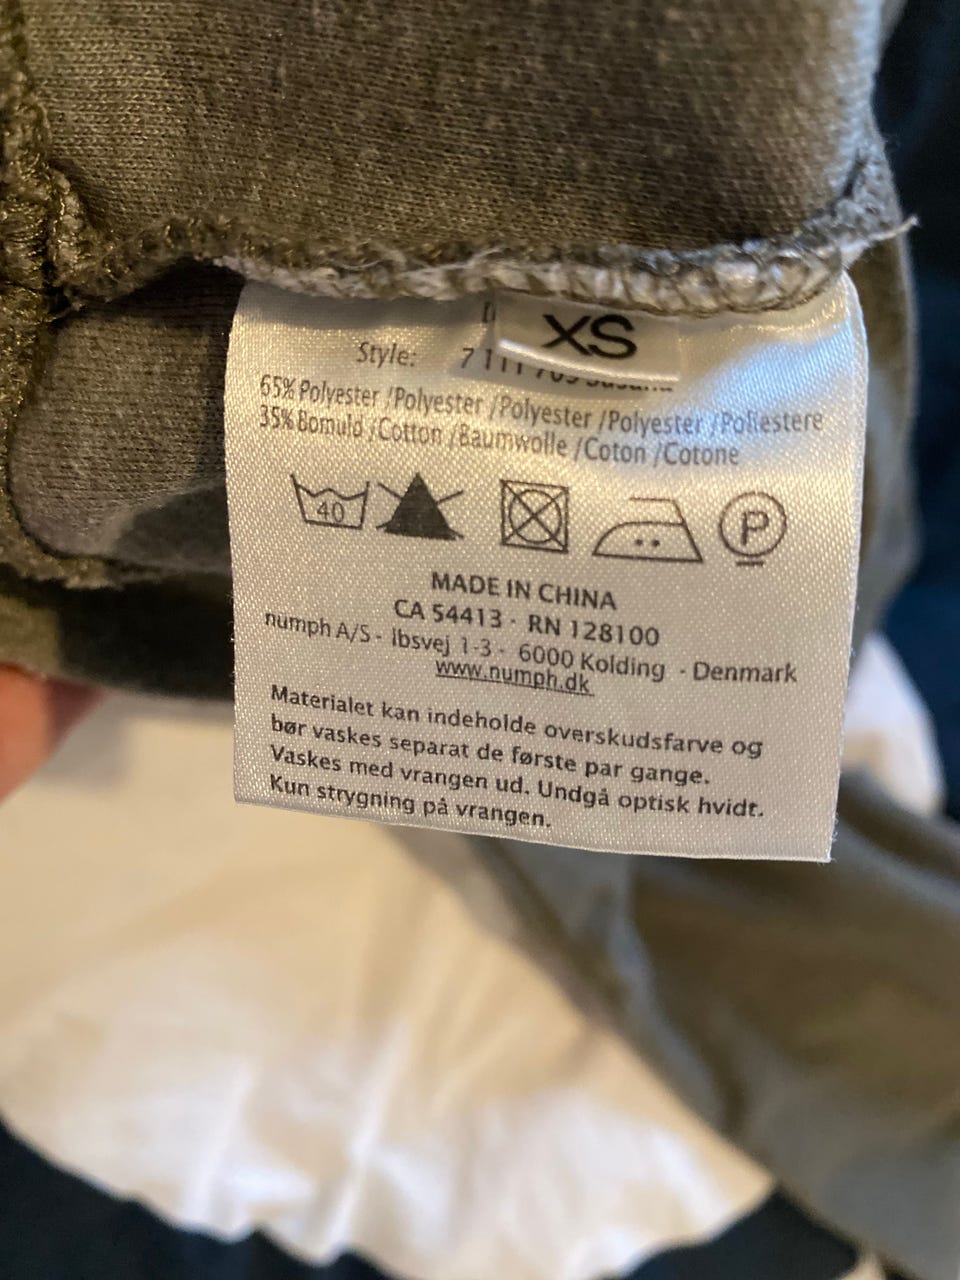 XS
Style: 7111709
65% Polyester /Polyester /Polyester /Polyester /Poliestere
35% Bomuld /Cotton /Baumwolle /Coton /Cotone
40
P
MADE IN CHINA
CA 54413 · RN 128100
numph A/S - Ibsvej 1-3 - 6000 Kolding - Denmark
www.numph.dk
Materialet kan indeholde overskudsfarve og
bør vaskes separat de første par gange.
Vaskes med vrangen ud. Undgå optisk hvidt.
Kun strygning på vrangen.